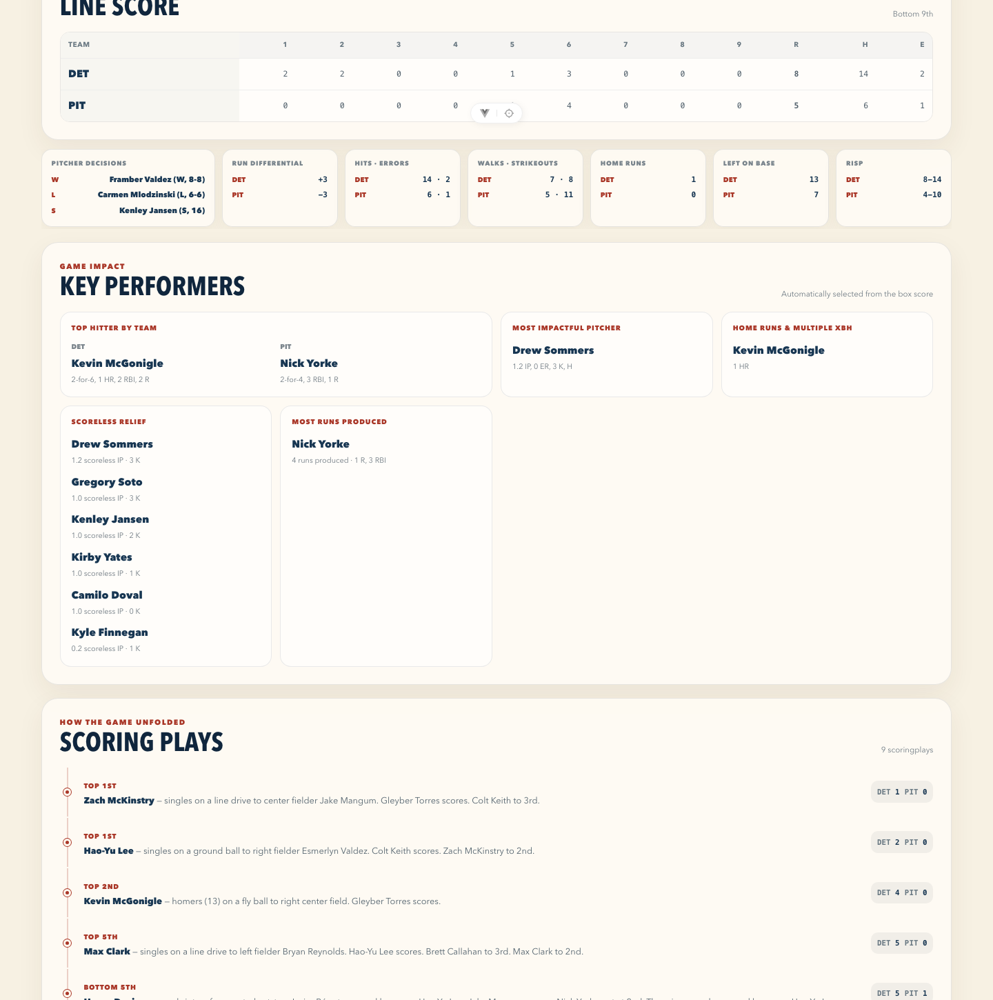 LINE SCORE
Bottom 9th
TEAM 1 2 3 4 5 6 7 8 9 R H E
DET 2 2 0 0 1 3 0 0 0 8 14 2
PIT 0 0 0 0 4 0 0 0 5 6 1
PITCHER DECISIONS
W Framber Valdez (W, 8-8)
L Carmen Mlodzinski (L, 6-6)
S Kenley Jansen (S, 16)
RUN DIFFERENTIAL
DET +3
PIT −3
HITS · ERRORS
DET 14 · 2
PIT 6 · 1
WALKS · STRIKEOUTS
DET 7 · 8
PIT 5 · 11
HOME RUNS
DET 1
PIT 0
LEFT ON BASE
DET 13
PIT 7
RISP
DET 8–14
PIT 4–10
GAME IMPACT
KEY PERFORMERS
Automatically selected from the box score
TOP HITTER BY TEAM
DET
Kevin McGonigle
2-for-6, 1 HR, 2 RBI, 2 R
PIT
Nick Yorke
2-for-4, 3 RBI, 1 R
MOST IMPACTFUL PITCHER
Drew Sommers
1.2 IP, 0 ER, 3 K, H
HOME RUNS & MULTIPLE XBH
Kevin McGonigle
1 HR
SCORELESS RELIEF
Drew Sommers
1.2 scoreless IP · 3 K
Gregory Soto
1.0 scoreless IP · 3 K
Kenley Jansen
1.0 scoreless IP · 2 K
Kirby Yates
1.0 scoreless IP · 1 K
Camilo Doval
1.0 scoreless IP · 0 K
Kyle Finnegan
0.2 scoreless IP · 1 K
MOST RUNS PRODUCED
Nick Yorke
4 runs produced · 1 R, 3 RBI
HOW THE GAME UNFOLDED
SCORING PLAYS
9 scoringplays
TOP 1ST
Zach McKinstry — singles on a line drive to center fielder Jake Mangum. Gleyber Torres scores. Colt Keith to 3rd.
DET 1 PIT 0
TOP 1ST
Hao-Yu Lee — singles on a ground ball to right fielder Esmerlyn Valdez. Colt Keith scores. Zach McKinstry to 2nd.
DET 2 PIT 0
TOP 2ND
Kevin McGonigle — homers (13) on a fly ball to right center field. Gleyber Torres scores.
DET 4 PIT 0
TOP 5TH
Max Clark — singles on a line drive to left fielder Bryan Reynolds. Hao-Yu Lee scores. Brett Callahan to 3rd. Max Clark to 2nd.
DET 5 PIT 0
BOTTOM 5TH
DET 5 PIT 1